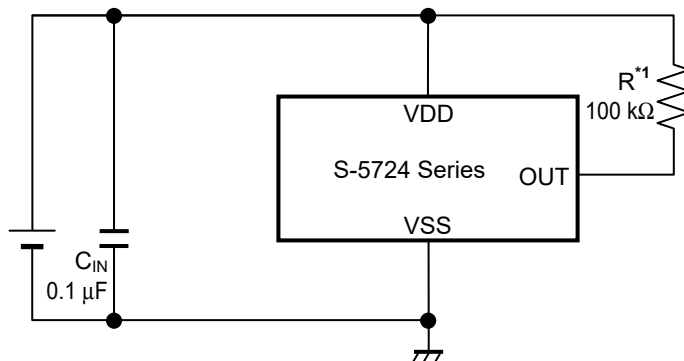 R*1
100 kΩ
VDD
S-5724 Series
OUT
VSS
CIN
0.1 μF